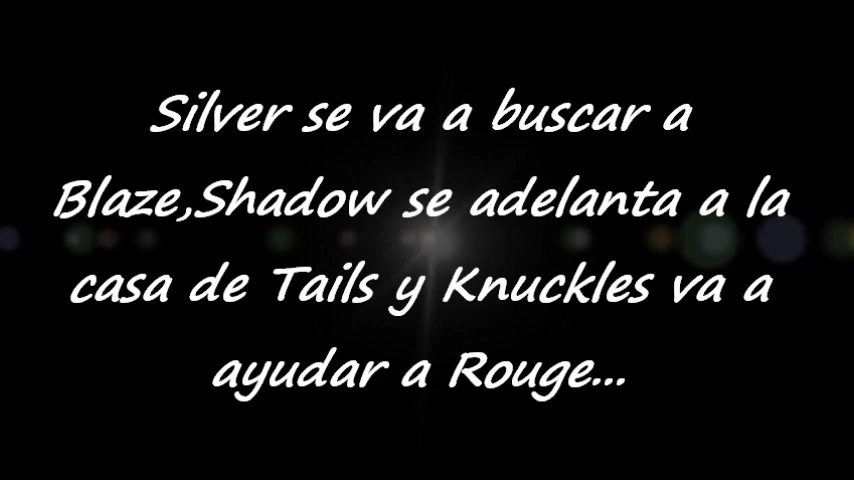 Silver se va a buscar a
Blaze,Shadow se adelanta a la
casa de Tails y Knuckles va a
ayudar a Rouge...